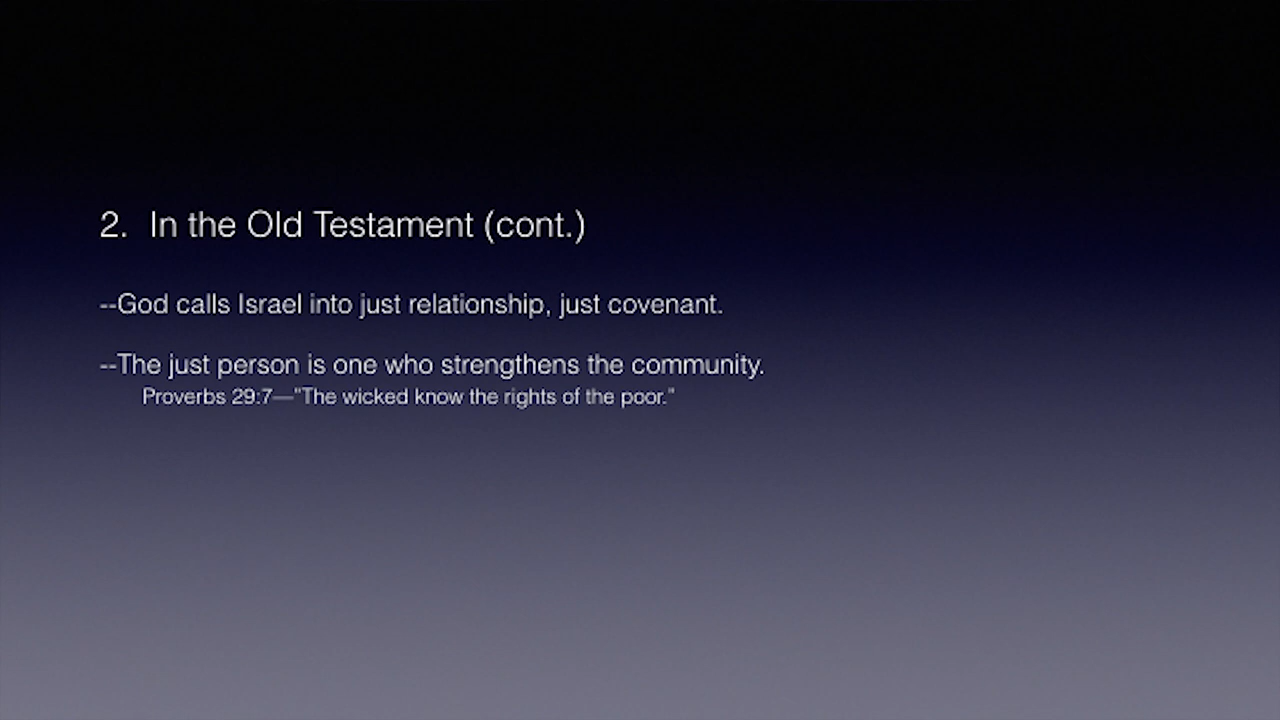 2. In the Old Testament (cont.)
--God calls Israel into just relationship, just covenant.
--The just person is one who strengthens the community.
Proverbs 29:7—"The wicked know the rights of the poor."